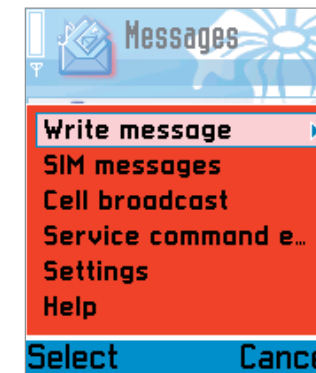 Messages
Write message
SIM messages
Cell broadcast
Service command e...
Settings
Help
Select Cance